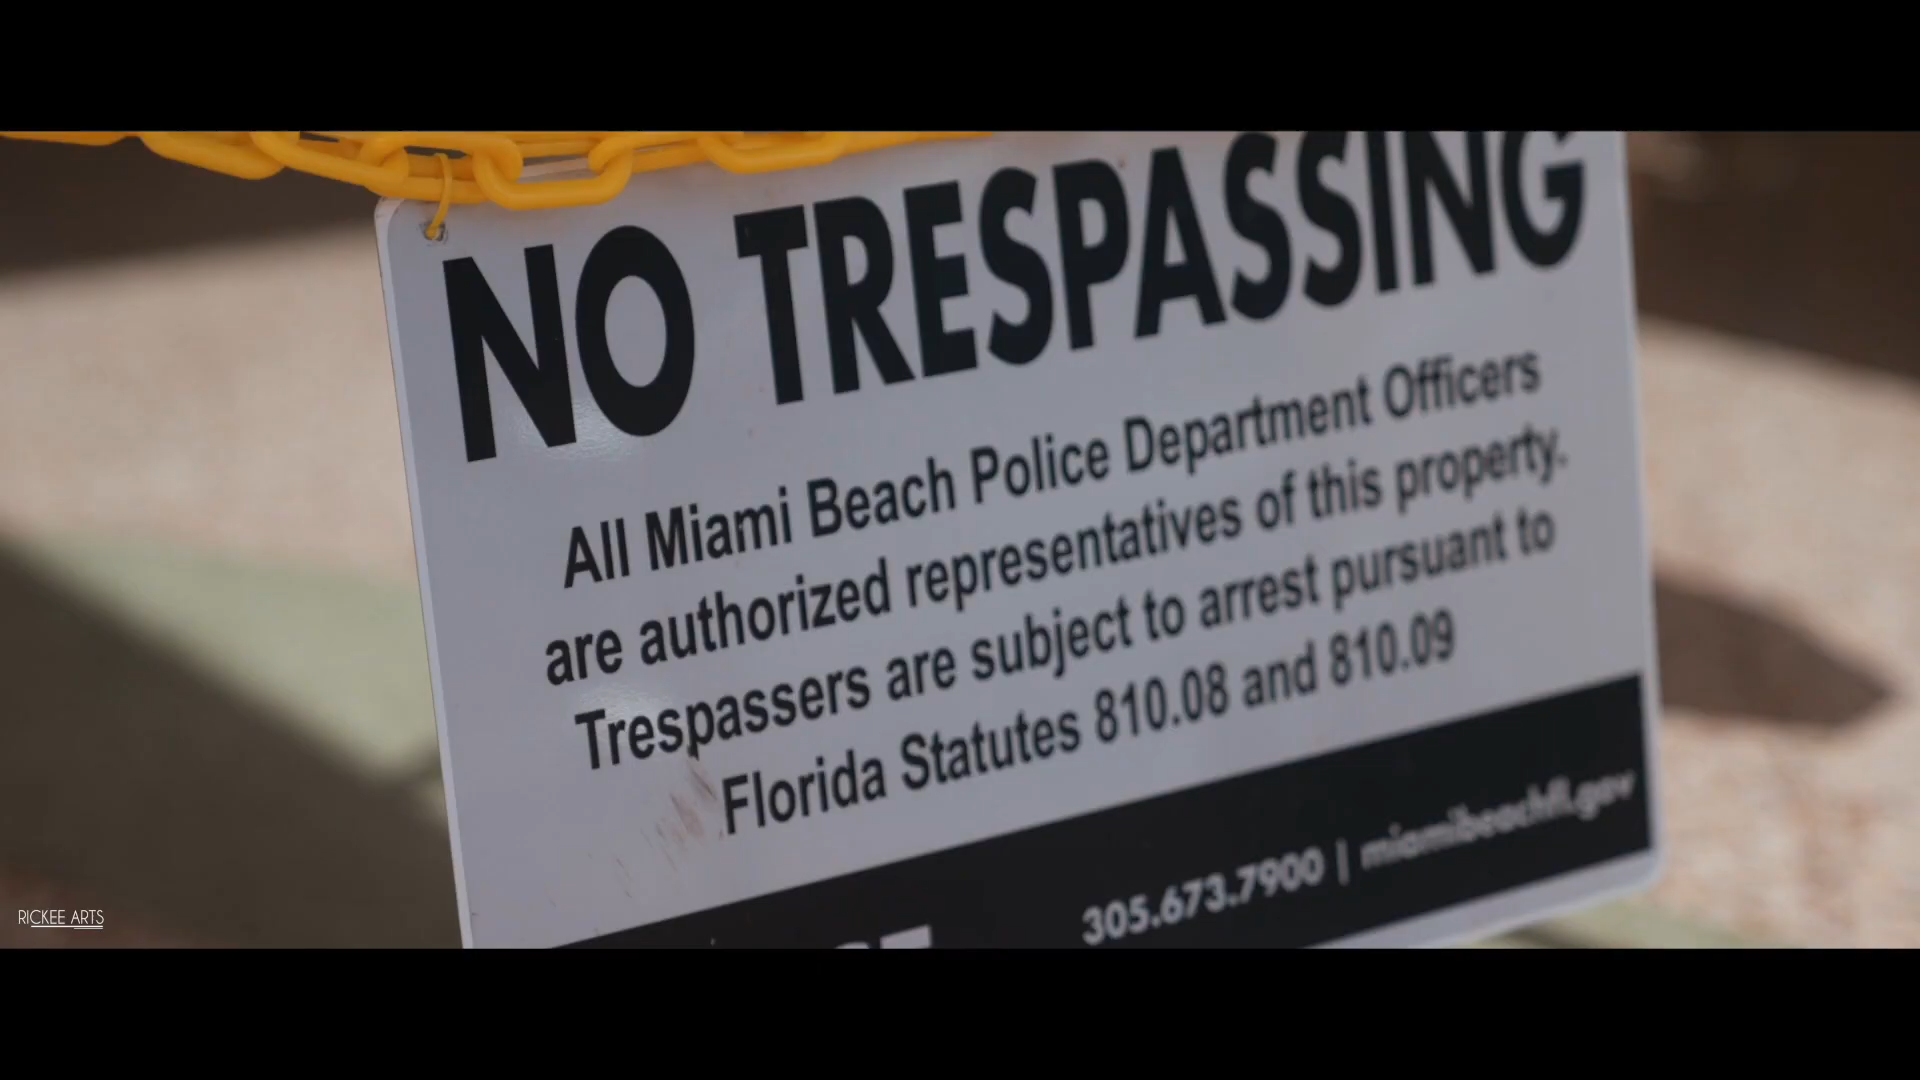 NO TRESPASSING
All Miami Beach Police Department Officers
are authorized representatives of this property.
Trespassers are subject to arrest pursuant to
Florida Statutes 810.08 and 810.09
305.673.7900 | miamibeachfl.gov
RICKEE ARTS